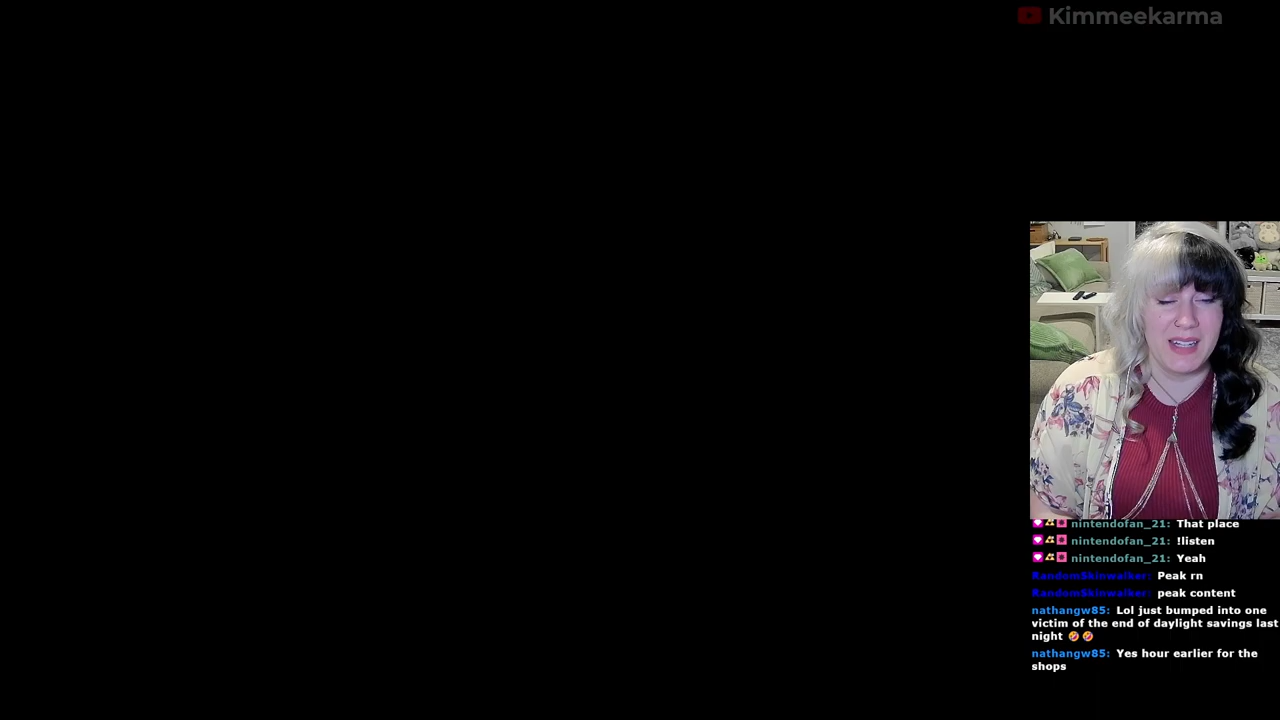 Kimmeekarma
nintendofan_21: That place
nintendofan_21: !listen
nintendofan_21: Yeah
RandomSkinwalker: Peak rn
RandomSkinwalker: peak content
nathangw85: Lol just bumped into one
victim of the end of daylight savings last
night 🤣🤣
nathangw85: Yes hour earlier for the
shops